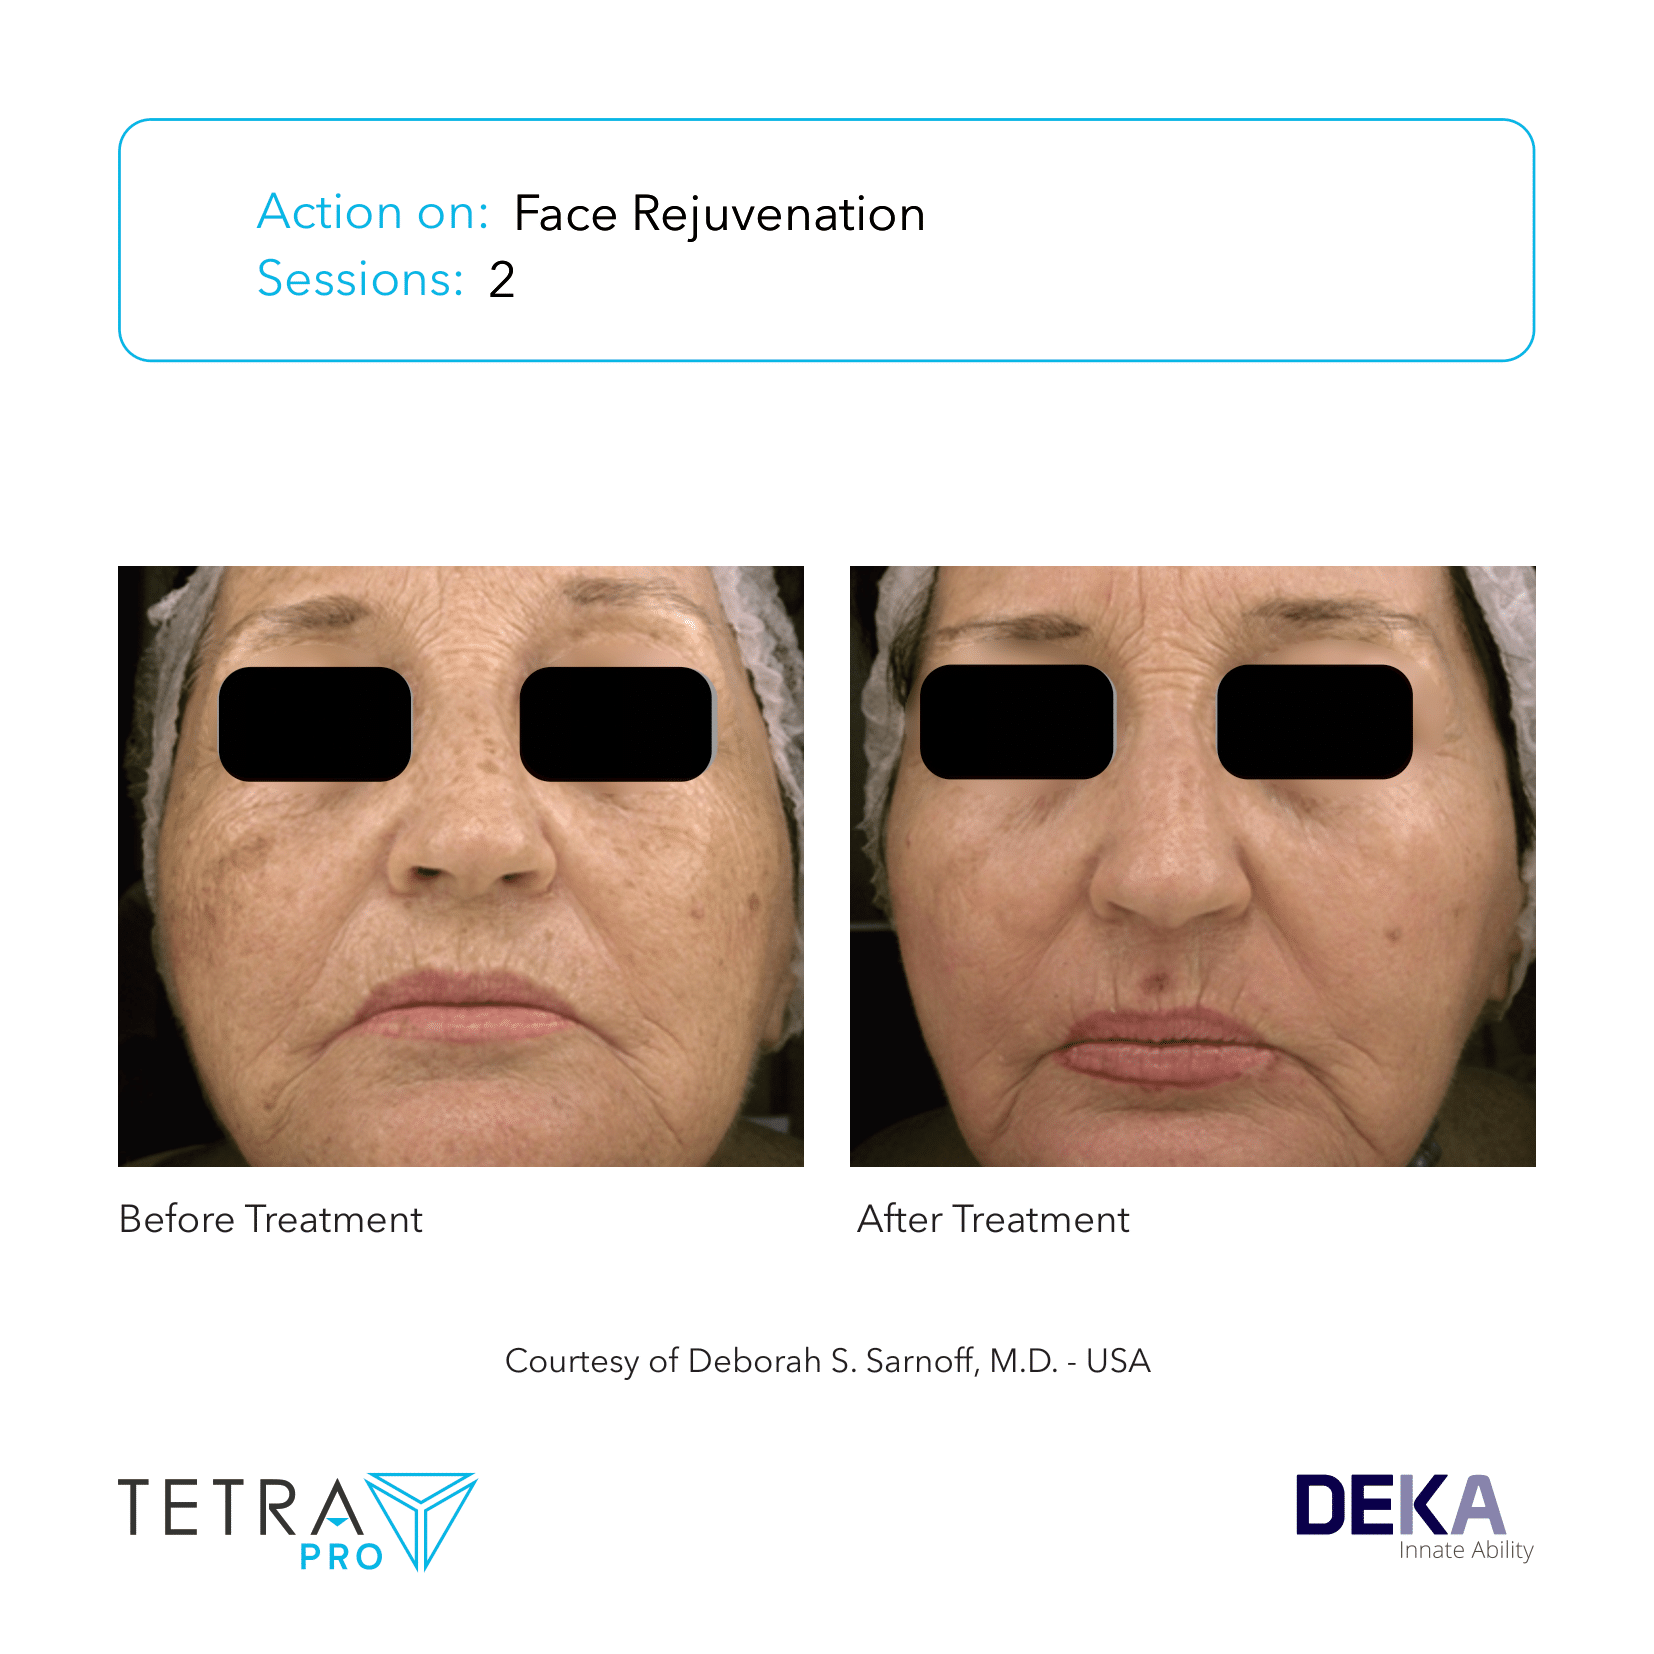 Action on: Face Rejuvenation
Sessions: 2
Before Treatment
After Treatment
Courtesy of Deborah S. Sarnoff, M.D. - USA
TETRA
PRO
DEKA
Innate Ability